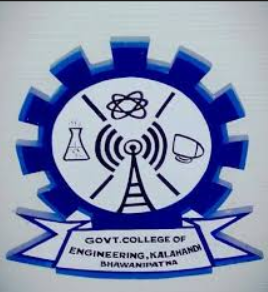 GOVT. COLLEGE OF
ENGINEERING, KALAHANDI
BHAWANIPATNA